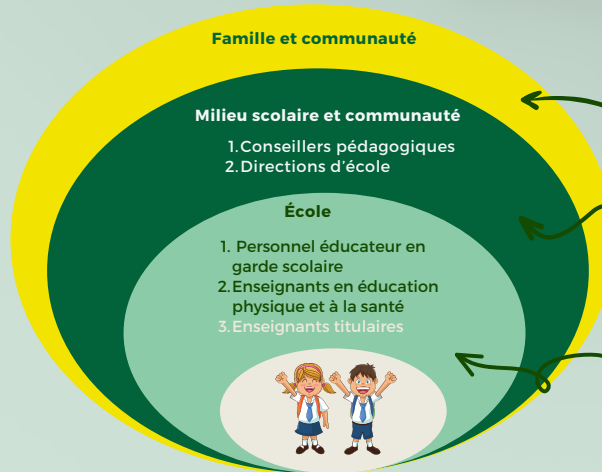 Famille et communauté
Milieu scolaire et communauté
1.Conseillers pédagogiques
2.Directions d'école
École
1. Personnel éducateur en
garde scolaire
2.Enseignants en éducation
physique et à la santé
3.Enseignants titulaires